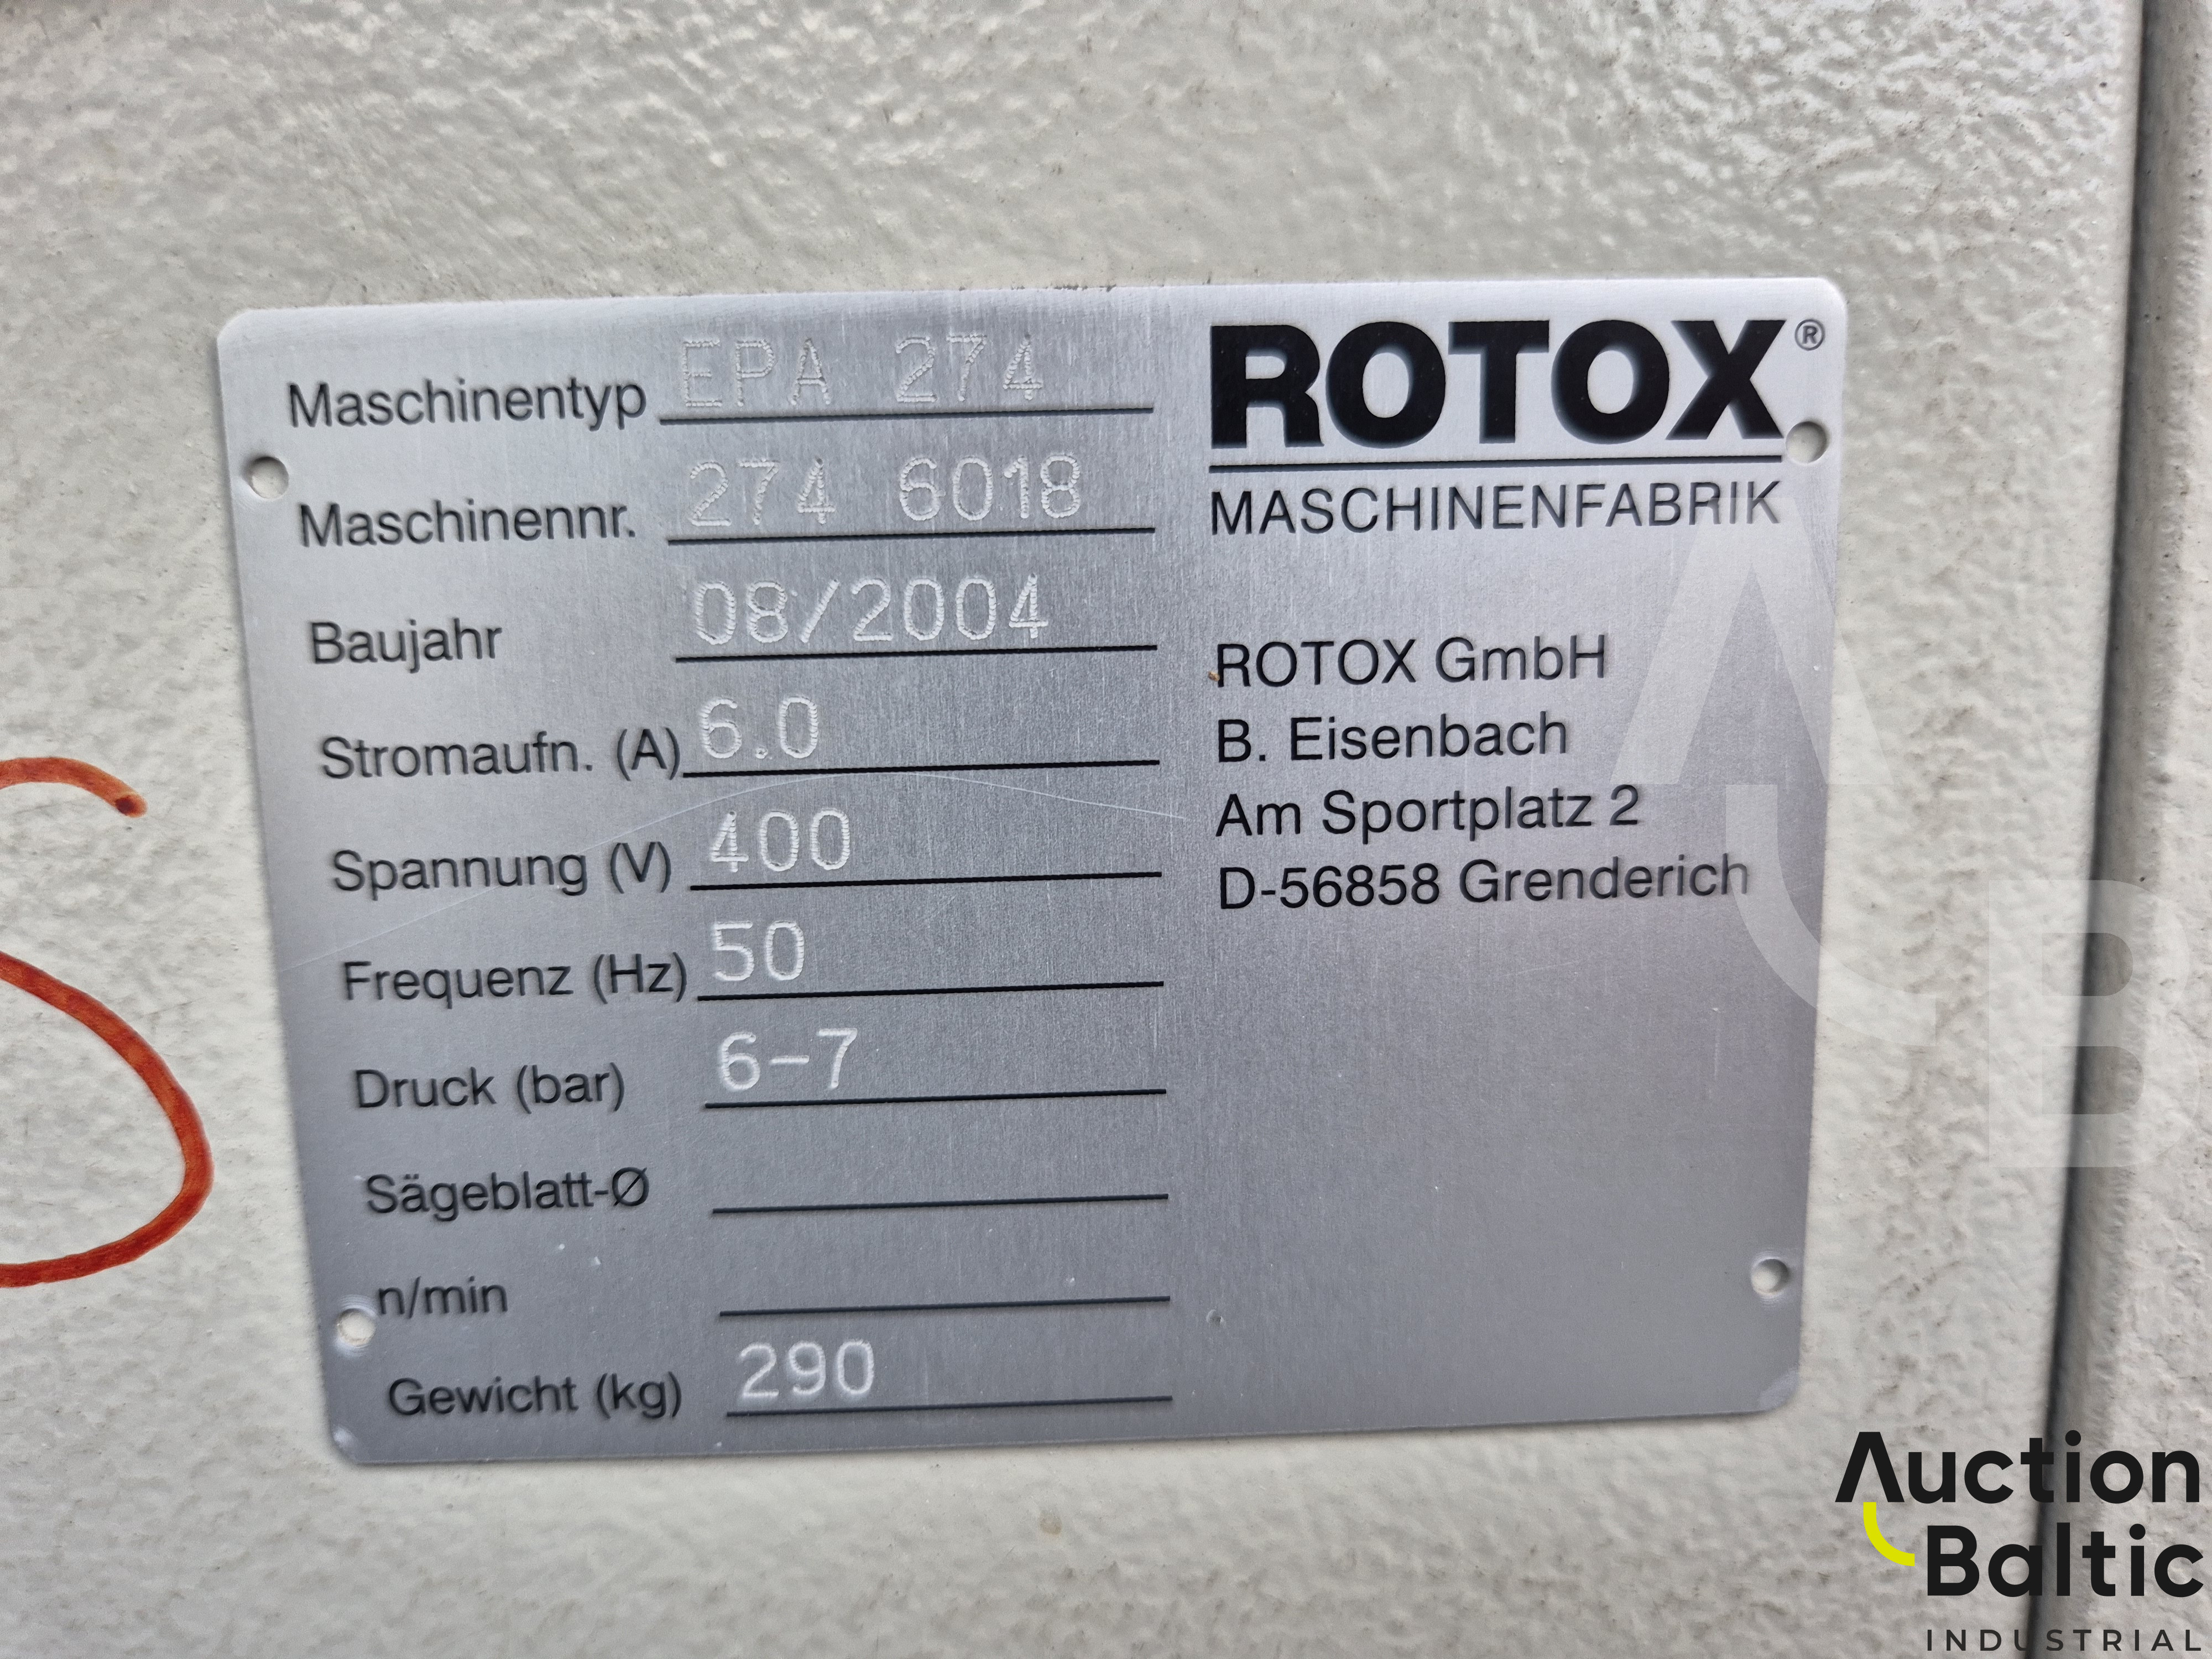 Maschinentyp EPA 274
Maschinennr. 274 6018
Baujahr 08/2004
Stromaufn. (A) 6.0
Spannung (V) 400
Frequenz (Hz) 50
Druck (bar) 6-7
Sägeblatt-Ø
n/min
Gewicht (kg) 290
ROTOX®
MASCHINENFABRIK
ROTOX GmbH
B. Eisenbach
Am Sportplatz 2
D-56858 Grenderich
Auction
Baltic
INDUSTRIAL